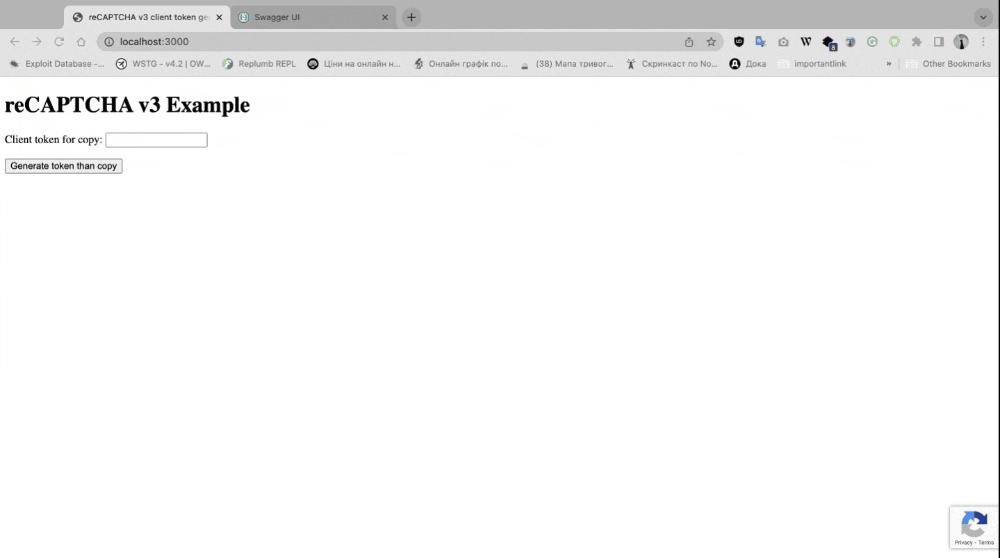 reCAPTCHA v3 client token ge
Swagger UI
localhost:3000
Exploit Database -...
WSTG - v4.2 | OW...
Replumb REPL
Ціни на онлайн н...
Онлайн графік по...
(38) Мапа тривог...
Скринкаст по No...
Дока
importantlink
»
Other Bookmarks
reCAPTCHA v3 Example
Client token for copy:
Generate token than copy
Privacy - Terms